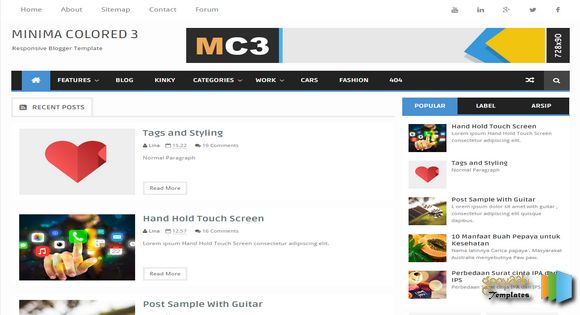 Home About Sitemap Contact Forum
MINIMA COLORED 3
Responsive Blogger Template
MC3
728x90
FEATURES BLOG KINKY CATEGORIES WORK CARS FASHION 404
RECENT POSTS
Tags and Styling
Lina 15.22 19 Comments
Normal Paragraph
Read More
Hand Hold Touch Screen
Lina 12.57 16 Comments
Lorem ipsum Hand Hold Touch Screen consectetur adipiscing elit.
Read More
Post Sample With Guitar
POPULAR LABEL ARSIP
Hand Hold Touch Screen
Lorem ipsum Hand Hold Touch Screen
consectetur adipiscing elit.
Tags and Styling
Normal Paragraph
Post Sample With Guitar
L orem ipsum dolor sit amet with guitar ,
consectetur adipiscing elit quisque
dapibus.
10 Manfaat Buah Pepaya untuk
Kesehatan
Nama latinnya Carica papaya . Masyarakat
Australia menyebutnya Paw paw.
Perbedaan Surat cinta IPA dan
IPS
Perbedaan Surat cinta IPA dan IPS
Templates